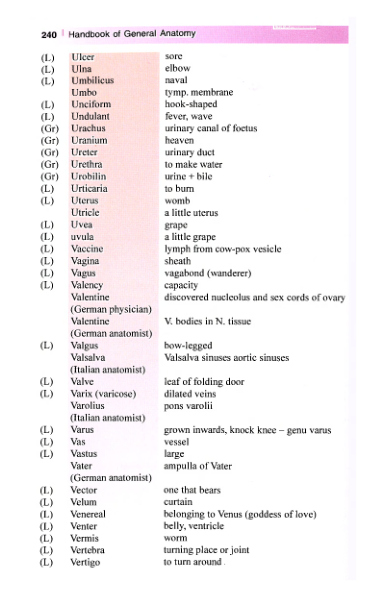 240 | Handbook of General Anatomy
(L) Ulcer sore
(L) Ulna elbow
(L) Umbilicus naval
Umbo tymp. membrane
(L) Unciform hook-shaped
(L) Undulant fever, wave
(Gr) Urachus urinary canal of foetus
(Gr) Uranium heaven
(Gr) Ureter urinary duct
(Gr) Urethra to make water
(Gr) Urobilin urine + bile
(L) Urticaria to burn
(L) Uterus womb
Utricle a little uterus
(L) Uvea grape
(L) uvula a little grape
(L) Vaccine lymph from cow-pox vesicle
(L) Vagina sheath
(L) Vagus vagabond (wanderer)
(L) Valency capacity
Valentine discovered nucleolus and sex cords of ovary
(German physician)
Valentine V. bodies in N. tissue
(German anatomist)
(L) Valgus bow-legged
Valsalva Valsalva sinuses aortic sinuses
(Italian anatomist)
(L) Valve leaf of folding door
(L) Varix (varicose) dilated veins
Varolius pons varolii
(Italian anatomist)
(L) Varus grown inwards, knock knee – genu varus
(L) Vas vessel
(L) Vastus large
Vater ampulla of Vater
(German anatomist)
(L) Vector one that bears
(L) Velum curtain
(L) Venereal belonging to Venus (goddess of love)
(L) Venter belly, ventricle
(L) Vermis worm
(L) Vertebra turning place or joint
(L) Vertigo to turn around